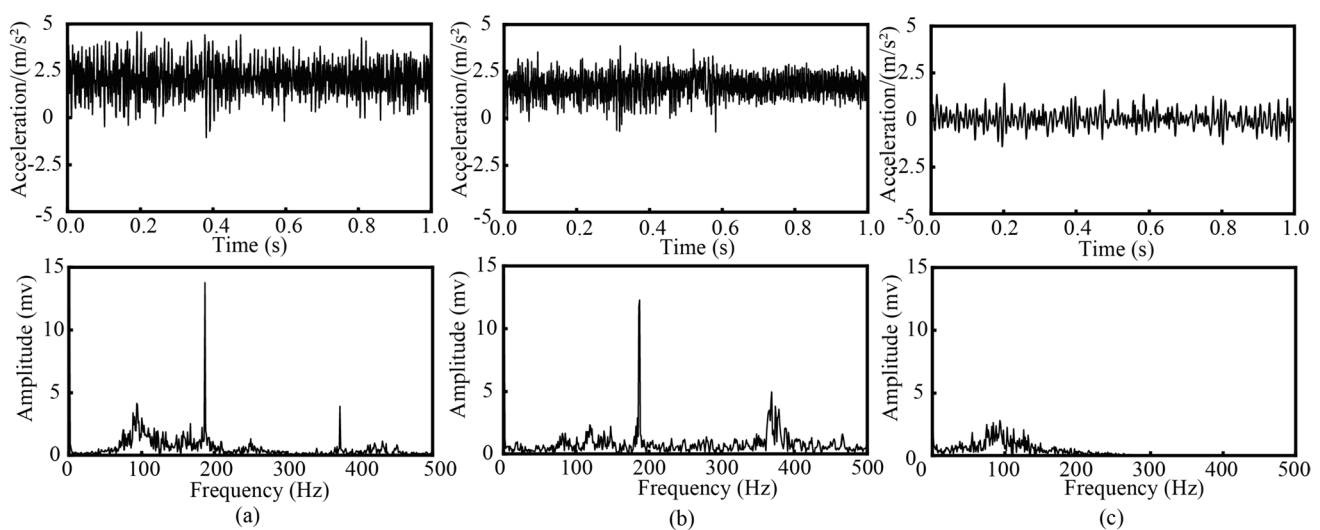 5
2.5
0
-2.5
-5
Acceleration/(m/s²)
0.0 0.2 0.4 0.6 0.8 1.0
Time (s)
5
2.5
0
-2.5
-5
Acceleration/(m/s²)
0.0 0.2 0.4 0.6 0.8 1.0
Time (s)
5
2.5
0
-2.5
-5
Acceleration/(m/s²)
0.0 0.2 0.4 0.6 0.8 1.0
Time (s)
15
10
5
0
Amplitude (mv)
0 100 200 300 400 500
Frequency (Hz)
(a)
15
10
5
0
Amplitude (mv)
0 100 200 300 400 500
Frequency (Hz)
(b)
15
10
5
0
Amplitude (mv)
0 100 200 300 400 500
Frequency (Hz)
(c)